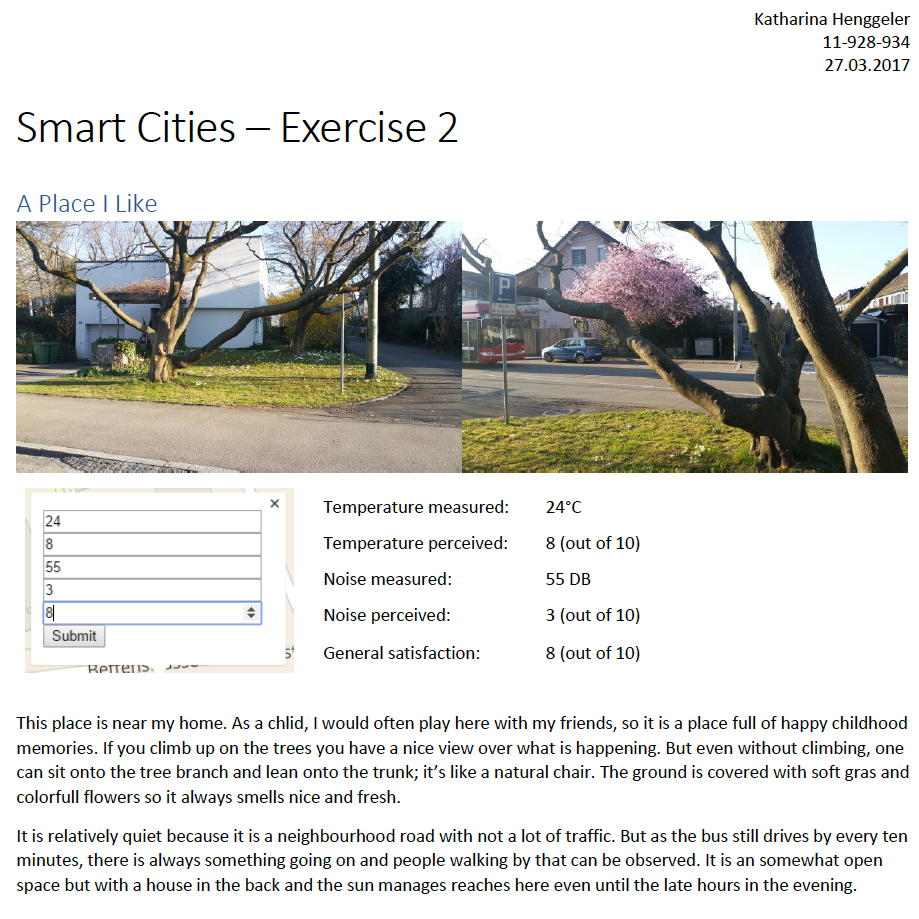 Katharina Henggeler
11-928-934
27.03.2017
Smart Cities – Exercise 2
A Place I Like
P
24
8
55
3
8
Submit
Temperature measured: 24°C
Temperature perceived: 8 (out of 10)
Noise measured: 55 DB
Noise perceived: 3 (out of 10)
General satisfaction: 8 (out of 10)
This place is near my home. As a chlid, I would often play here with my friends, so it is a place full of happy childhood
memories. If you climb up on the trees you have a nice view over what is happening. But even without climbing, one
can sit onto the tree branch and lean onto the trunk; it’s like a natural chair. The ground is covered with soft gras and
colorfull flowers so it always smells nice and fresh.
It is relatively quiet because it is a neighbourhood road with not a lot of traffic. But as the bus still drives by every ten
minutes, there is always something going on and people walking by that can be observed. It is an somewhat open
space but with a house in the back and the sun manages reaches here even until the late hours in the evening.